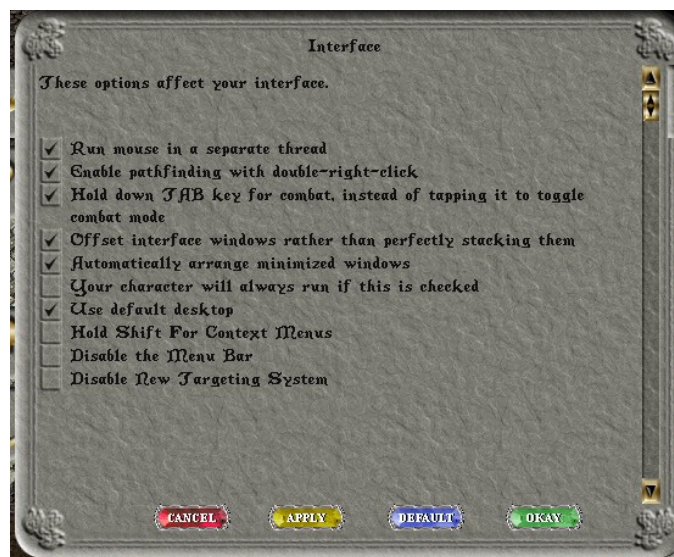 Interface
These options affect your interface.
Run mouse in a separate thread
Enable pathfinding with double-right-click
Hold down TAB key for combat, instead of tapping it to toggle
combat mode
Offset interface windows rather than perfectly stacking them
Automatically arrange minimized windows
Your character will always run if this is checked
Use default desktop
Hold Shift For Context Menus
Disable the Menu Bar
Disable New Targeting System
CANCEL APPLY DEFAULT OKAY